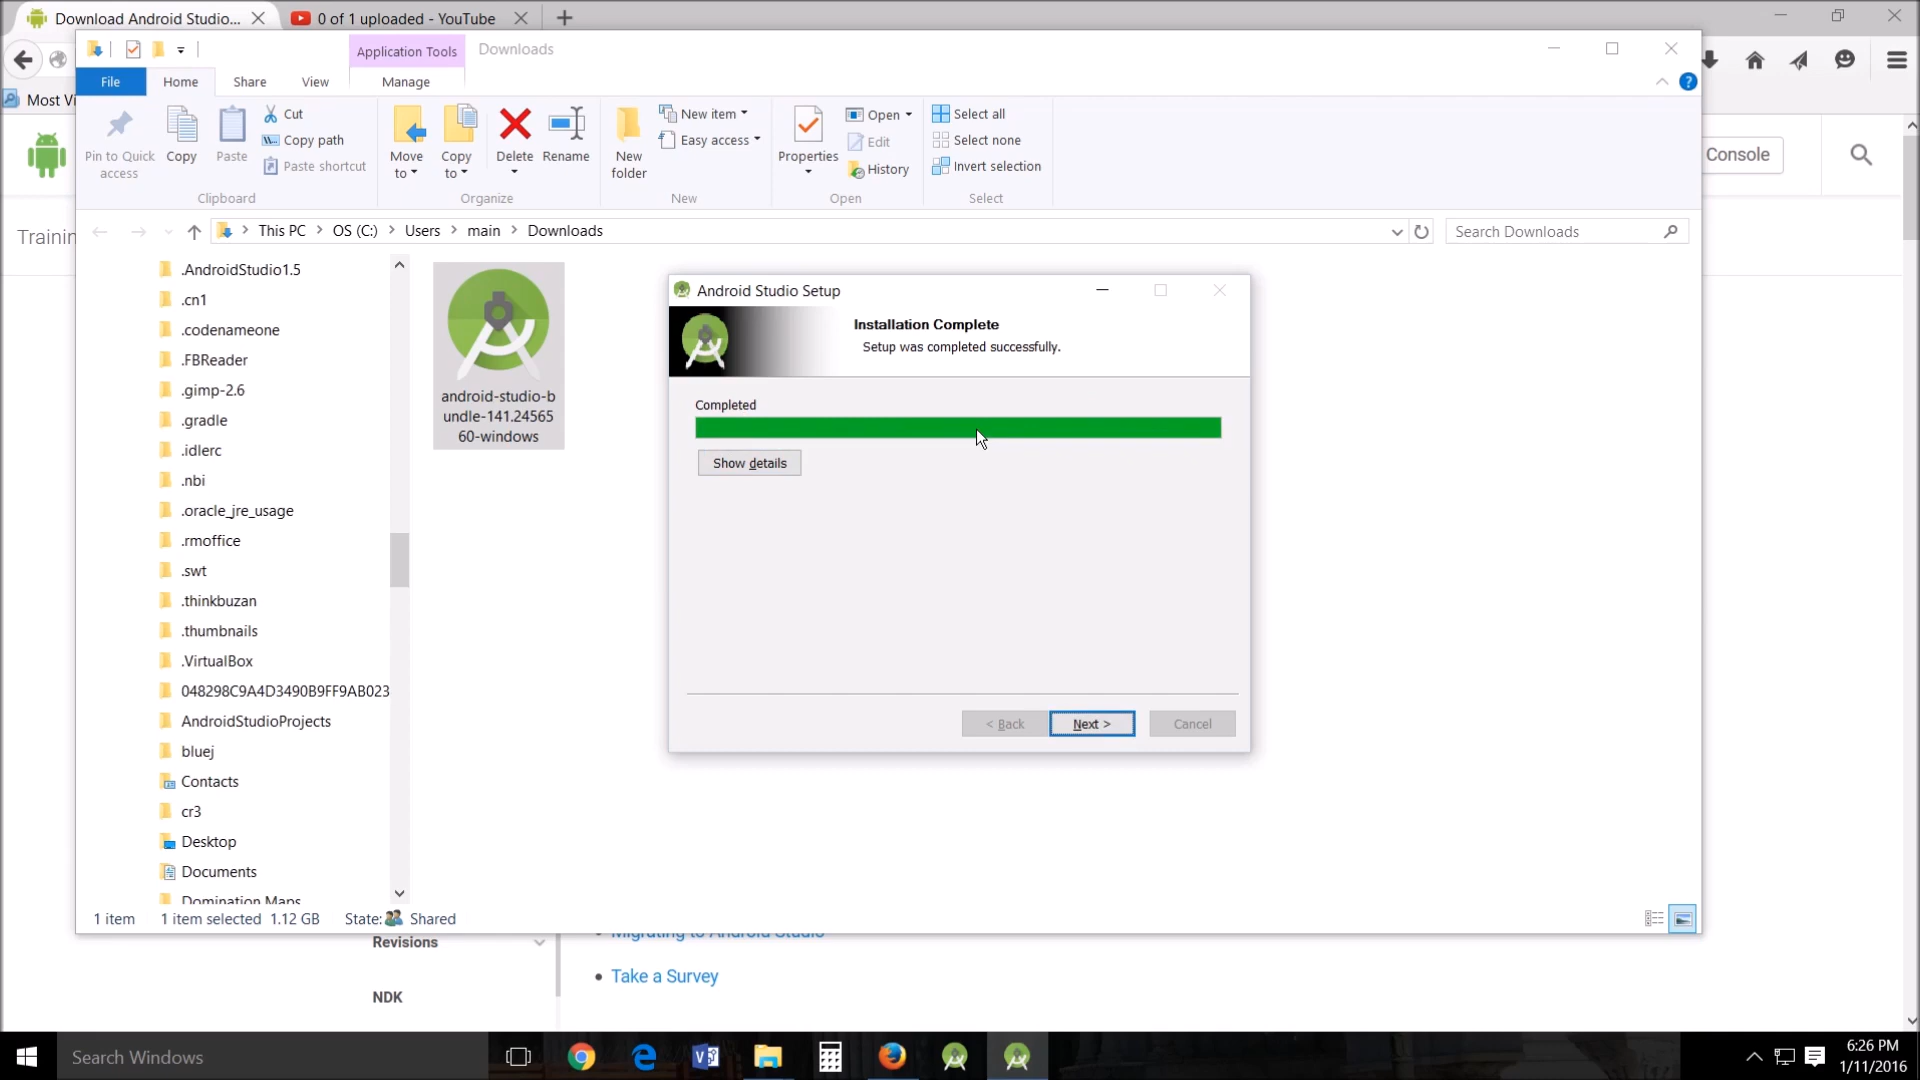 Download Android Studio...
0 of 1 uploaded - YouTube
Application Tools
Downloads
File
Home
Share
View
Manage
Most Vi
Pin to Quick
access
Copy
Paste
Cut
Copy path
Paste shortcut
Clipboard
Move
to
Copy
to
Delete
Rename
Organize
New
folder
New item
Easy access
New
Properties
Open
Edit
History
Open
Select all
Select none
Invert selection
Select
Console
Trainin
This PC > OS (C:) > Users > main > Downloads
Search Downloads
.AndroidStudio1.5
.cn1
.codenameone
.FBReader
.gimp-2.6
.gradle
.idlerc
.nbi
.oracle_jre_usage
.rmoffice
.swt
.thinkbuzan
.thumbnails
.VirtualBox
048298C9A4D3490B9FF9AB023
AndroidStudioProjects
bluej
Contacts
cr3
Desktop
Documents
Domination Maps
android-studio-b
undle-141.24565
60-windows
Android Studio Setup
Installation Complete
Setup was completed successfully.
Completed
Show details
< Back
Next >
Cancel
1 item
1 item selected 1.12 GB
State: Shared
Revisions
NDK
Migrating to Android Studio
Take a Survey
Search Windows
6:26 PM
1/11/2016